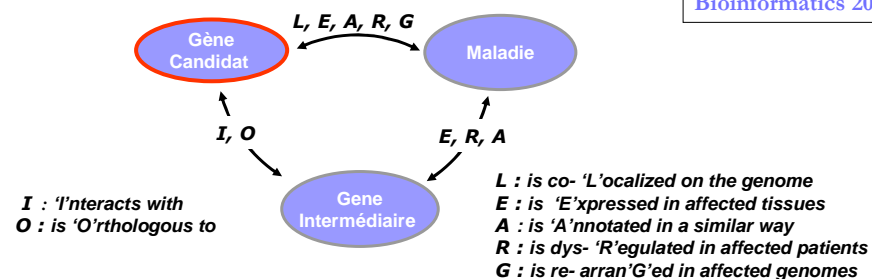 Bioinformatics 20
L, E, A, R, G
Gène
Candidat
Maladie
I, O
E, R, A
Gene
Intermédiaire
I : 'I'nteracts with
O : is 'O'rthologous to
L : is co- 'L'ocalized on the genome
E : is 'E'xpressed in affected tissues
A : is 'A'nnotated in a similar way
R : is dys- 'R'egulated in affected patients
G : is re- arran'G'ed in affected genomes